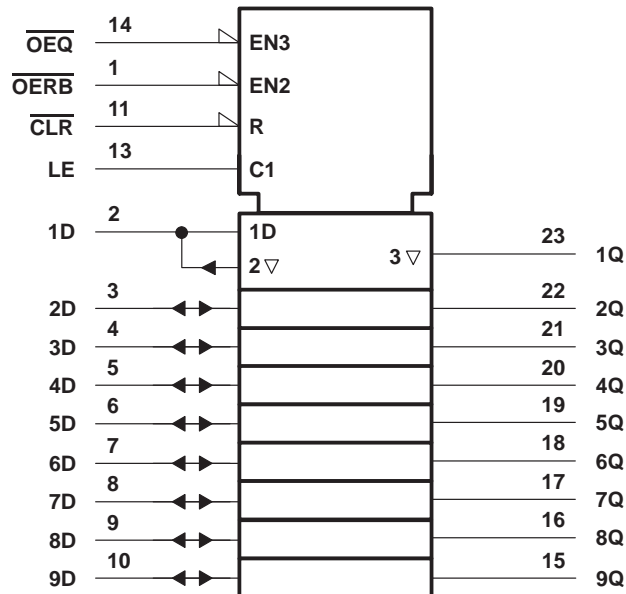 OEQ 14 EN3
OERB 1 EN2
CLR 11 R
LE 13 C1
1D 2 1D 23 1Q
2 ▽ 3 ▽
2D 3 22 2Q
3D 4 21 3Q
4D 5 20 4Q
5D 6 19 5Q
6D 7 18 6Q
7D 8 17 7Q
8D 9 16 8Q
9D 10 15 9Q